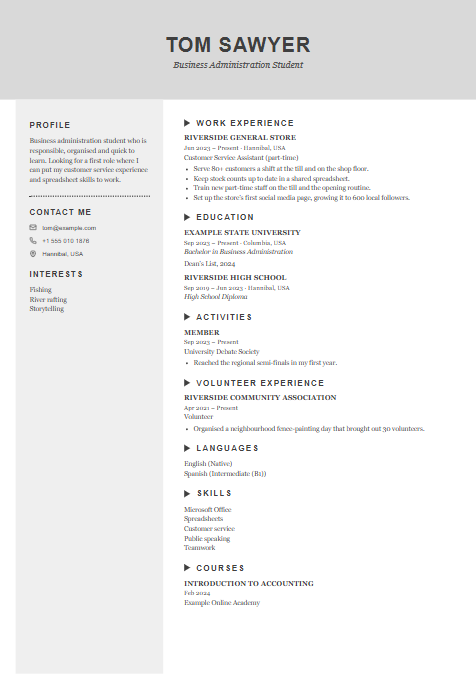 TOM SAWYER
Business Administration Student
PROFILE
Business administration student who is
responsible, organised and quick to
learn. Looking for a first role where I
can put my customer service experience
and spreadsheet skills to work.
CONTACT ME
tom@example.com
+1 555 010 1876
Hannibal, USA
INTERESTS
Fishing
River rafting
Storytelling
WORK EXPERIENCE
RIVERSIDE GENERAL STORE
Jun 2023 – Present · Hannibal, USA
Customer Service Assistant (part-time)
• Serve 80+ customers a shift at the till and on the shop floor.
• Keep stock counts up to date in a shared spreadsheet.
• Train new part-time staff on the till and the opening routine.
• Set up the store's first social media page, growing it to 600 local followers.
EDUCATION
EXAMPLE STATE UNIVERSITY
Sep 2023 – Present · Columbia, USA
Bachelor in Business Administration
Dean's List, 2024
RIVERSIDE HIGH SCHOOL
Sep 2019 – Jun 2023 · Hannibal, USA
High School Diploma
ACTIVITIES
MEMBER
Sep 2023 – Present
University Debate Society
• Reached the regional semi-finals in my first year.
VOLUNTEER EXPERIENCE
RIVERSIDE COMMUNITY ASSOCIATION
Apr 2021 – Present
Volunteer
• Organised a neighbourhood fence-painting day that brought out 30 volunteers.
LANGUAGES
English (Native)
Spanish (Intermediate (B1))
SKILLS
Microsoft Office
Spreadsheets
Customer service
Public speaking
Teamwork
COURSES
INTRODUCTION TO ACCOUNTING
Feb 2024
Example Online Academy